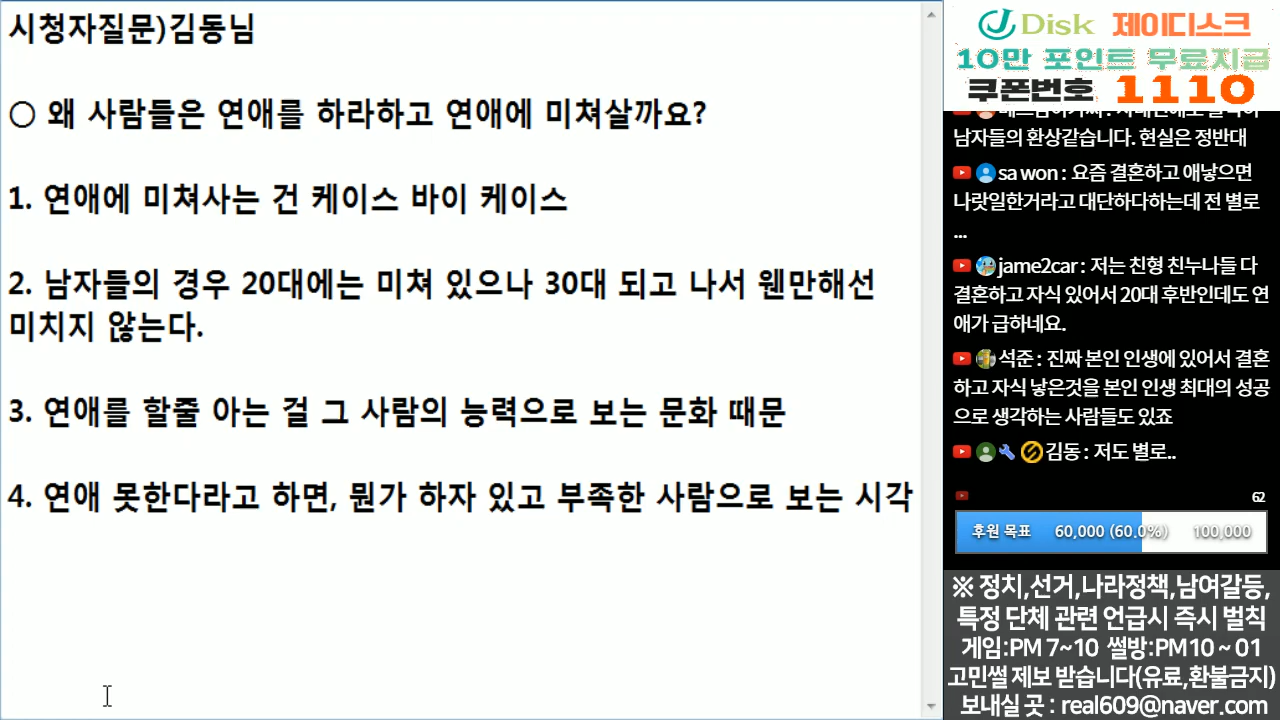 시청자질문)김동님
○ 왜 사람들은 연애를 하라하고 연애에 미쳐살까요?
1. 연애에 미쳐사는 건 케이스 바이 케이스
2. 남자들의 경우 20대에는 미쳐 있으나 30대 되고 나서 웬만해선
미치지 않는다.
3. 연애를 할줄 아는 걸 그 사람의 능력으로 보는 문화 때문
4. 연애 못한다라고 하면, 뭔가 하자 있고 부족한 사람으로 보는 시각
J Disk 제이디스크
10만 포인트 무료지급
쿠폰번호 1110
남자들의 환상같습니다. 현실은 정반대
sa won : 요즘 결혼하고 애낳으면
나랏일한거라고 대단하다하는데 전 별로
...
jame2car : 저는 친형 친누나들 다
결혼하고 자식 있어서 20대 후반인데도 연
애가 급하네요.
석준 : 진짜 본인 인생에 있어서 결혼
하고 자식 낳은것을 본인 인생 최대의 성공
으로 생각하는 사람들도 있죠
김동 : 저도 별로..
62
후원 목표 60,000 (60.0%) 100,000
※ 정치,선거,나라정책,남여갈등,
특정 단체 관련 언급시 즉시 벌칙
게임:PM 7~10 썰방:PM 10 ~ 01
고민썰 제보 받습니다(유료,환불금지)
보내실 곳 : real609@naver.com